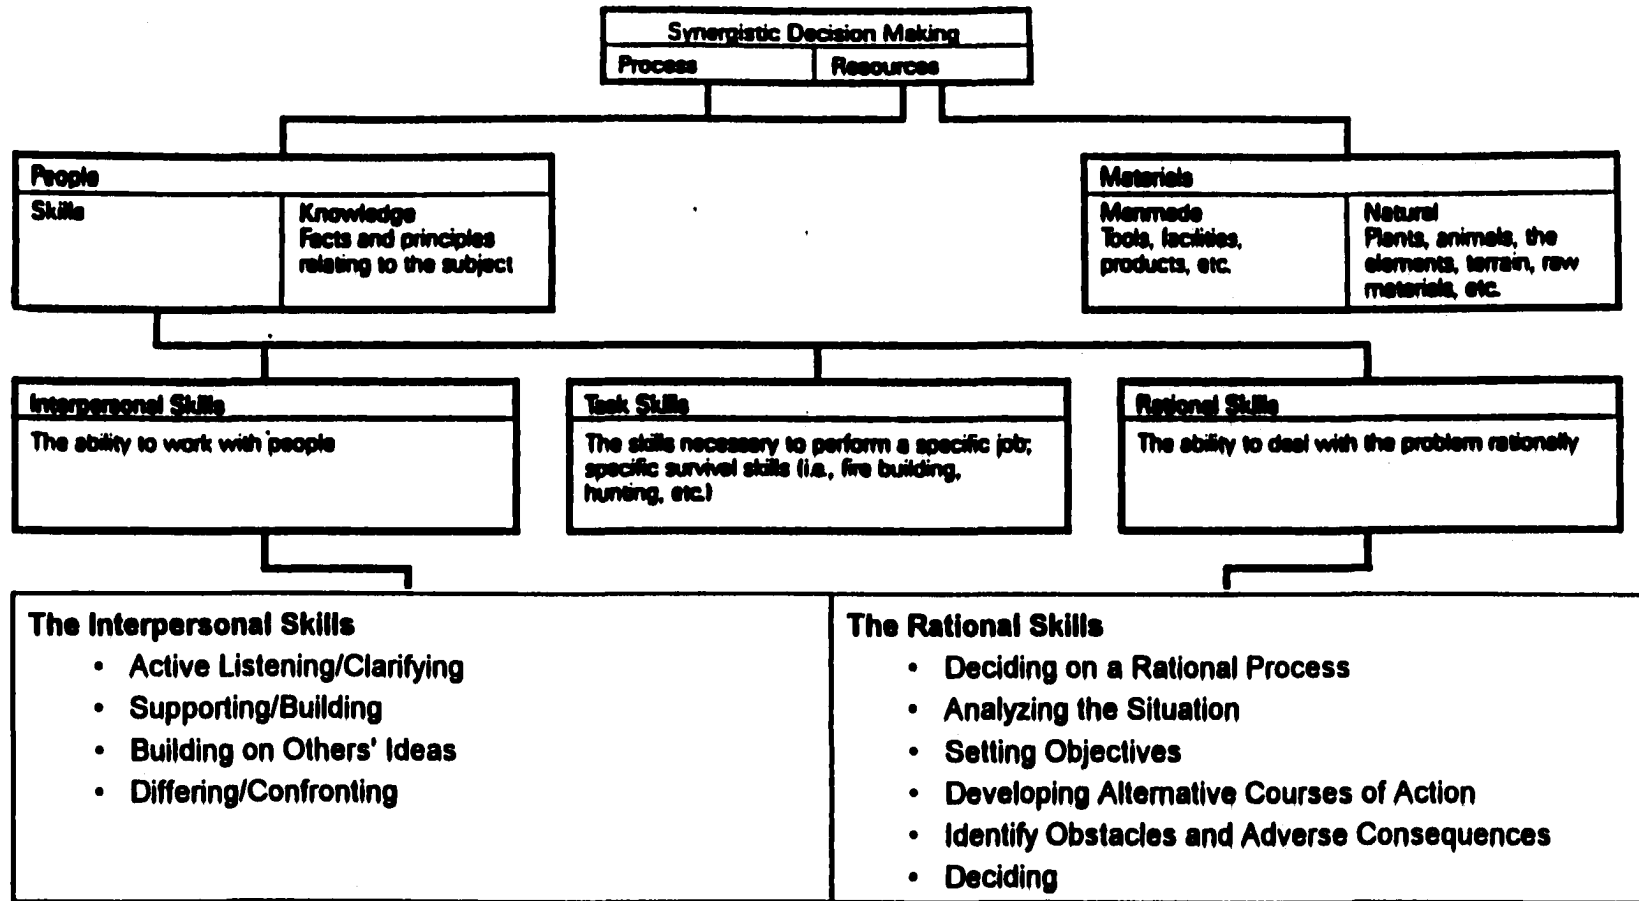 Synergistic Decision Making
Process
Resources
People
Skills
Knowledge
Facts and principles
relating to the subject
Materials
Manmade
Tools, facilities,
products, etc.
Natural
Plants, animals, the
elements, terrain, raw
materials, etc.
Interpersonal Skills
The ability to work with people
Task Skills
The skills necessary to perform a specific job;
specific survival skills (i.e., fire building,
hunting, etc.)
Rational Skills
The ability to deal with the problem rationally
The Interpersonal Skills
• Active Listening/Clarifying
• Supporting/Building
• Building on Others' Ideas
• Differing/Confronting
The Rational Skills
• Deciding on a Rational Process
• Analyzing the Situation
• Setting Objectives
• Developing Alternative Courses of Action
• Identify Obstacles and Adverse Consequences
• Deciding